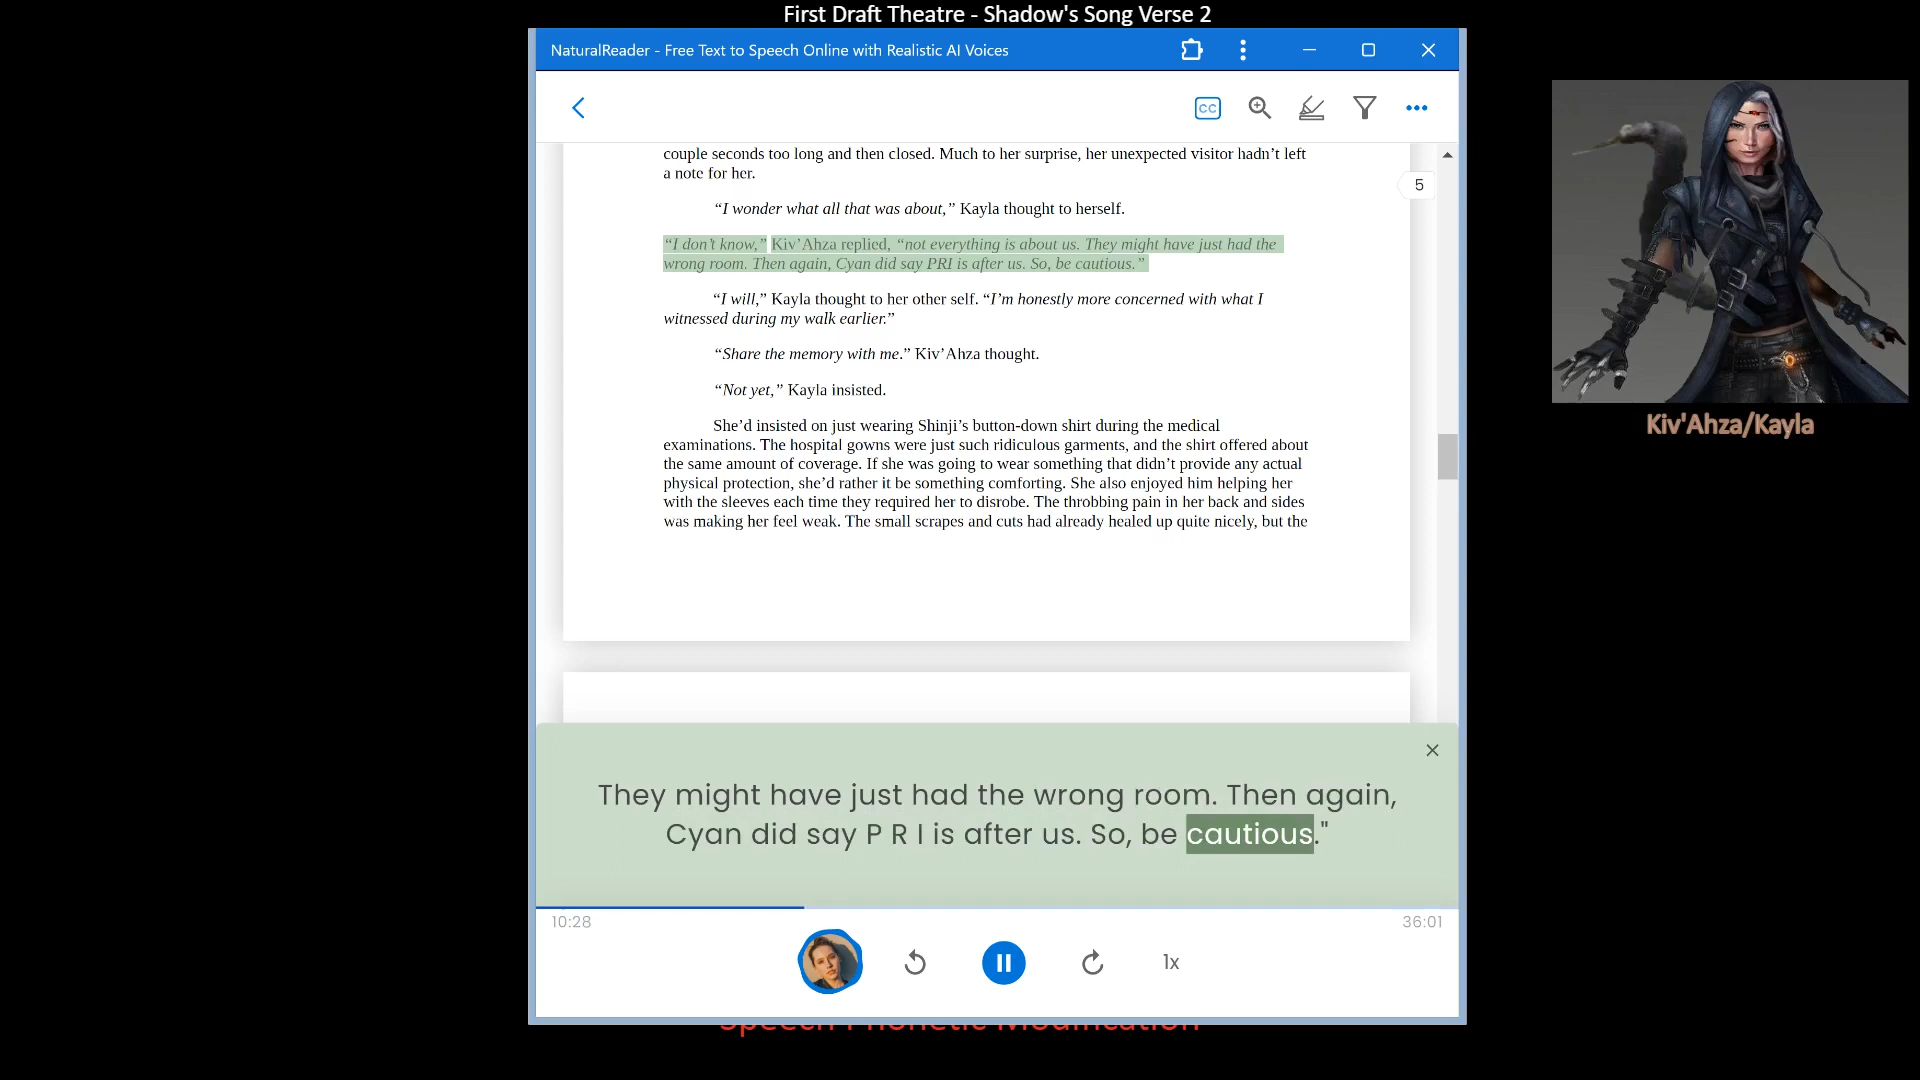 First Draft Theatre - Shadow's Song Verse 2
NaturalReader - Free Text to Speech Online with Realistic AI Voices
CC
couple seconds too long and then closed. Much to her surprise, her unexpected visitor hadn’t left
a note for her.
5
“I wonder what all that was about,” Kayla thought to herself.
“I don’t know,” Kiv’Ahza replied, “not everything is about us. They might have just had the
wrong room. Then again, Cyan did say PRI is after us. So, be cautious.”
“I will,” Kayla thought to her other self. “I’m honestly more concerned with what I
witnessed during my walk earlier.”
“Share the memory with me.” Kiv’Ahza thought.
“Not yet,” Kayla insisted.
She’d insisted on just wearing Shinji’s button-down shirt during the medical
examinations. The hospital gowns were just such ridiculous garments, and the shirt offered about
the same amount of coverage. If she was going to wear something that didn’t provide any actual
physical protection, she’d rather it be something comforting. She also enjoyed him helping her
with the sleeves each time they required her to disrobe. The throbbing pain in her back and sides
was making her feel weak. The small scrapes and cuts had already healed up quite nicely, but the
Kiv'Ahza/Kayla
They might have just had the wrong room. Then again,
Cyan did say P R I is after us. So, be cautious."
10:28
36:01
1x
Speech Phonetic Modification